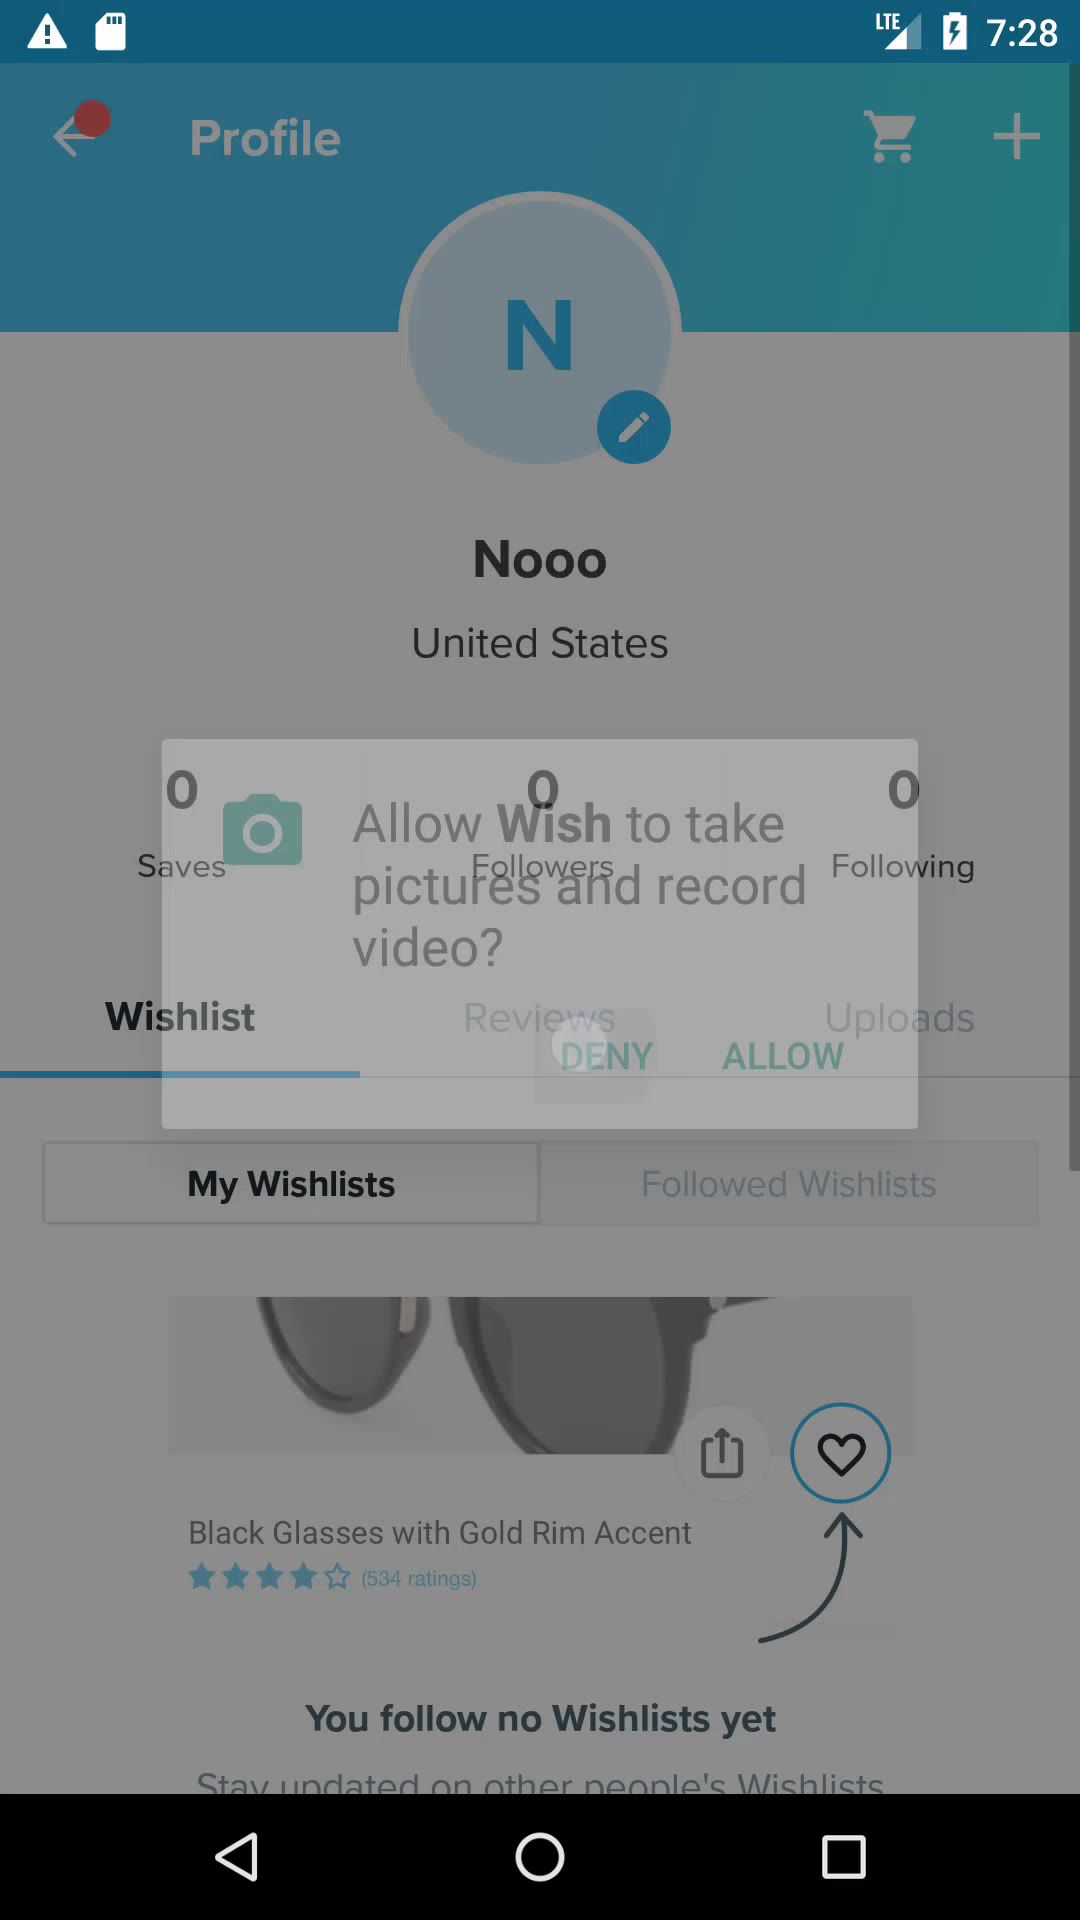 LTE 7:28
Profile
N
Nooo
United States
0 0 0
Saves Followers Following
Allow Wish to take
pictures and record
video?
Wishlist Reviews Uploads
DENY ALLOW
My Wishlists Followed Wishlists
Black Glasses with Gold Rim Accent
(534 ratings)
You follow no Wishlists yet
Stay updated on other people's Wishlists